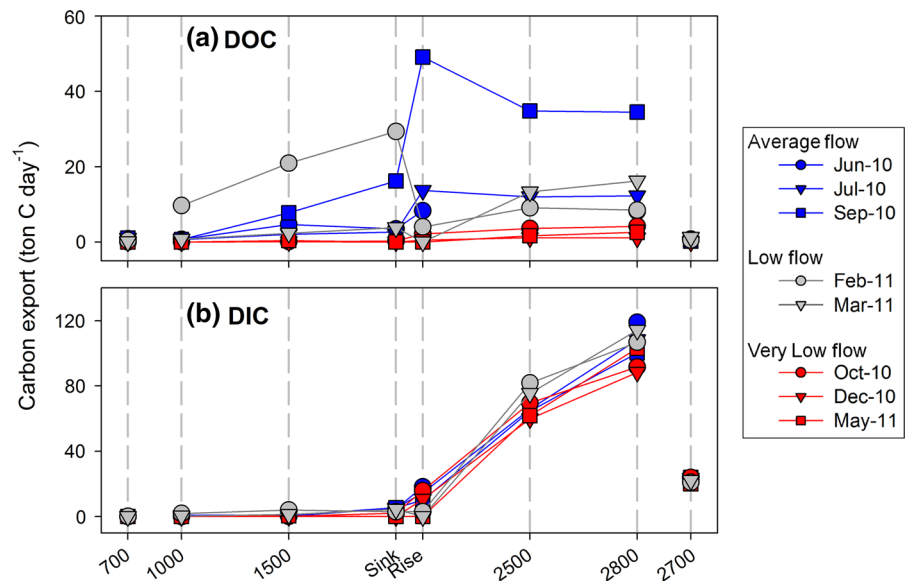 60
(a) DOC
40
20
0
Carbon export (ton C day-1)
(b) DIC
120
80
40
0
700
1000
1500
Sink
Rise
2500
2800
2700
Average flow
Jun-10
Jul-10
Sep-10
Low flow
Feb-11
Mar-11
Very Low flow
Oct-10
Dec-10
May-11